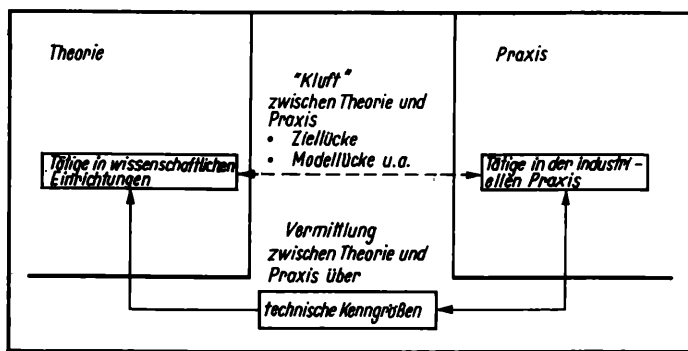 Theorie
"Kluft"
zwischen Theorie und
Praxis
• Ziellücke
• Modellücke u.a.
Praxis
Tätige in wissenschaftlichen
Einrichtungen
Tätige in der industri-
ellen Praxis
Vermittlung
zwischen Theorie und
Praxis über
technische Kenngrößen